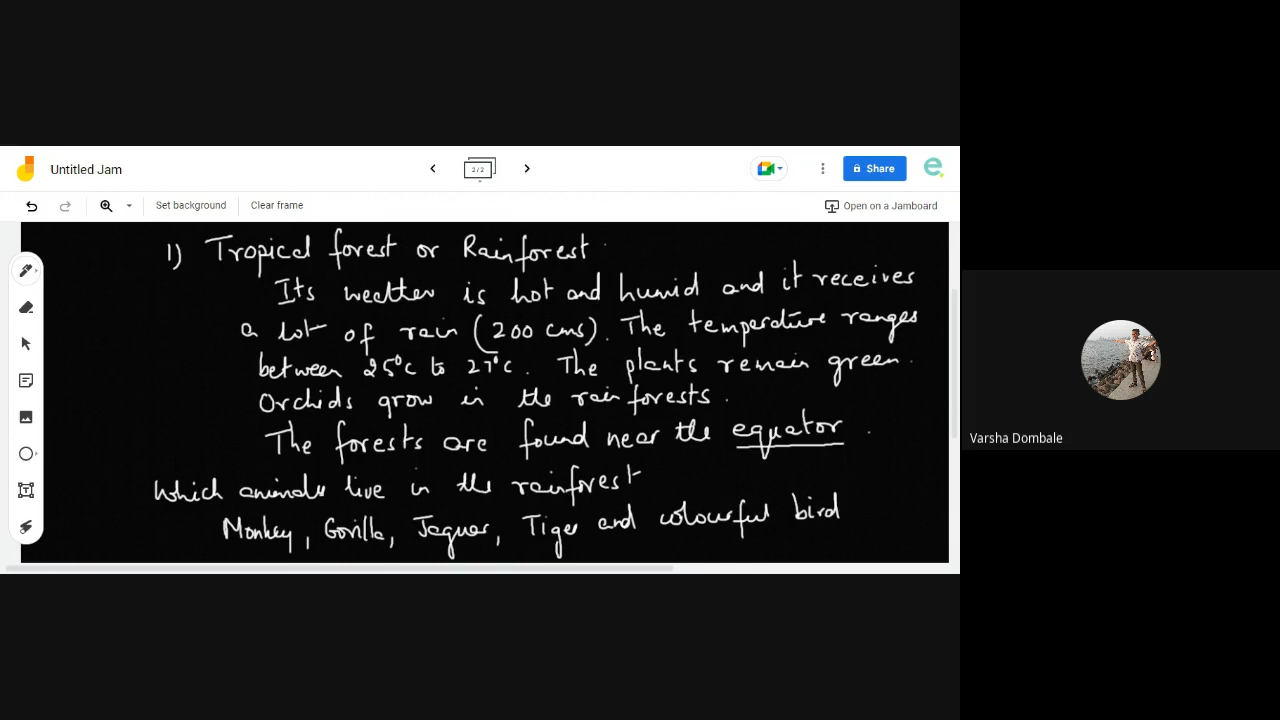 Untitled Jam
2/2
Share
e
Set background
Clear frame
Open on a Jamboard
1) Tropical forest or Rainforest
Its weather is hot and humid and it receives
a lot of rain (200 cms). The temperature ranges
between 25°c to 27°c. The plants remain green.
Orchids grow in the rain forests.
The forests are found near the equator.
Which animals live in the rainforest
Monkey, Gorilla, Jaguar, Tiger and colourful bird
Varsha Dombale